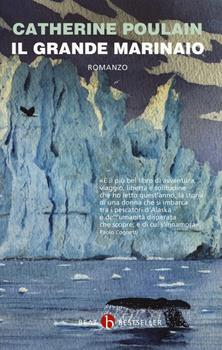 CATHERINE POULAIN
IL GRANDE MARINAIO
ROMANZO
«È il più bel libro di avventura,
viaggio, libertà e solitudine
che ho letto quest'anno, la storia
di una donna che si imbarca
tra i pescatori d'Alaska
e dell'umanità disperata
che scopre, e di cui s'innamora».
Paolo Cognetti
BEAT b BESTSELLER